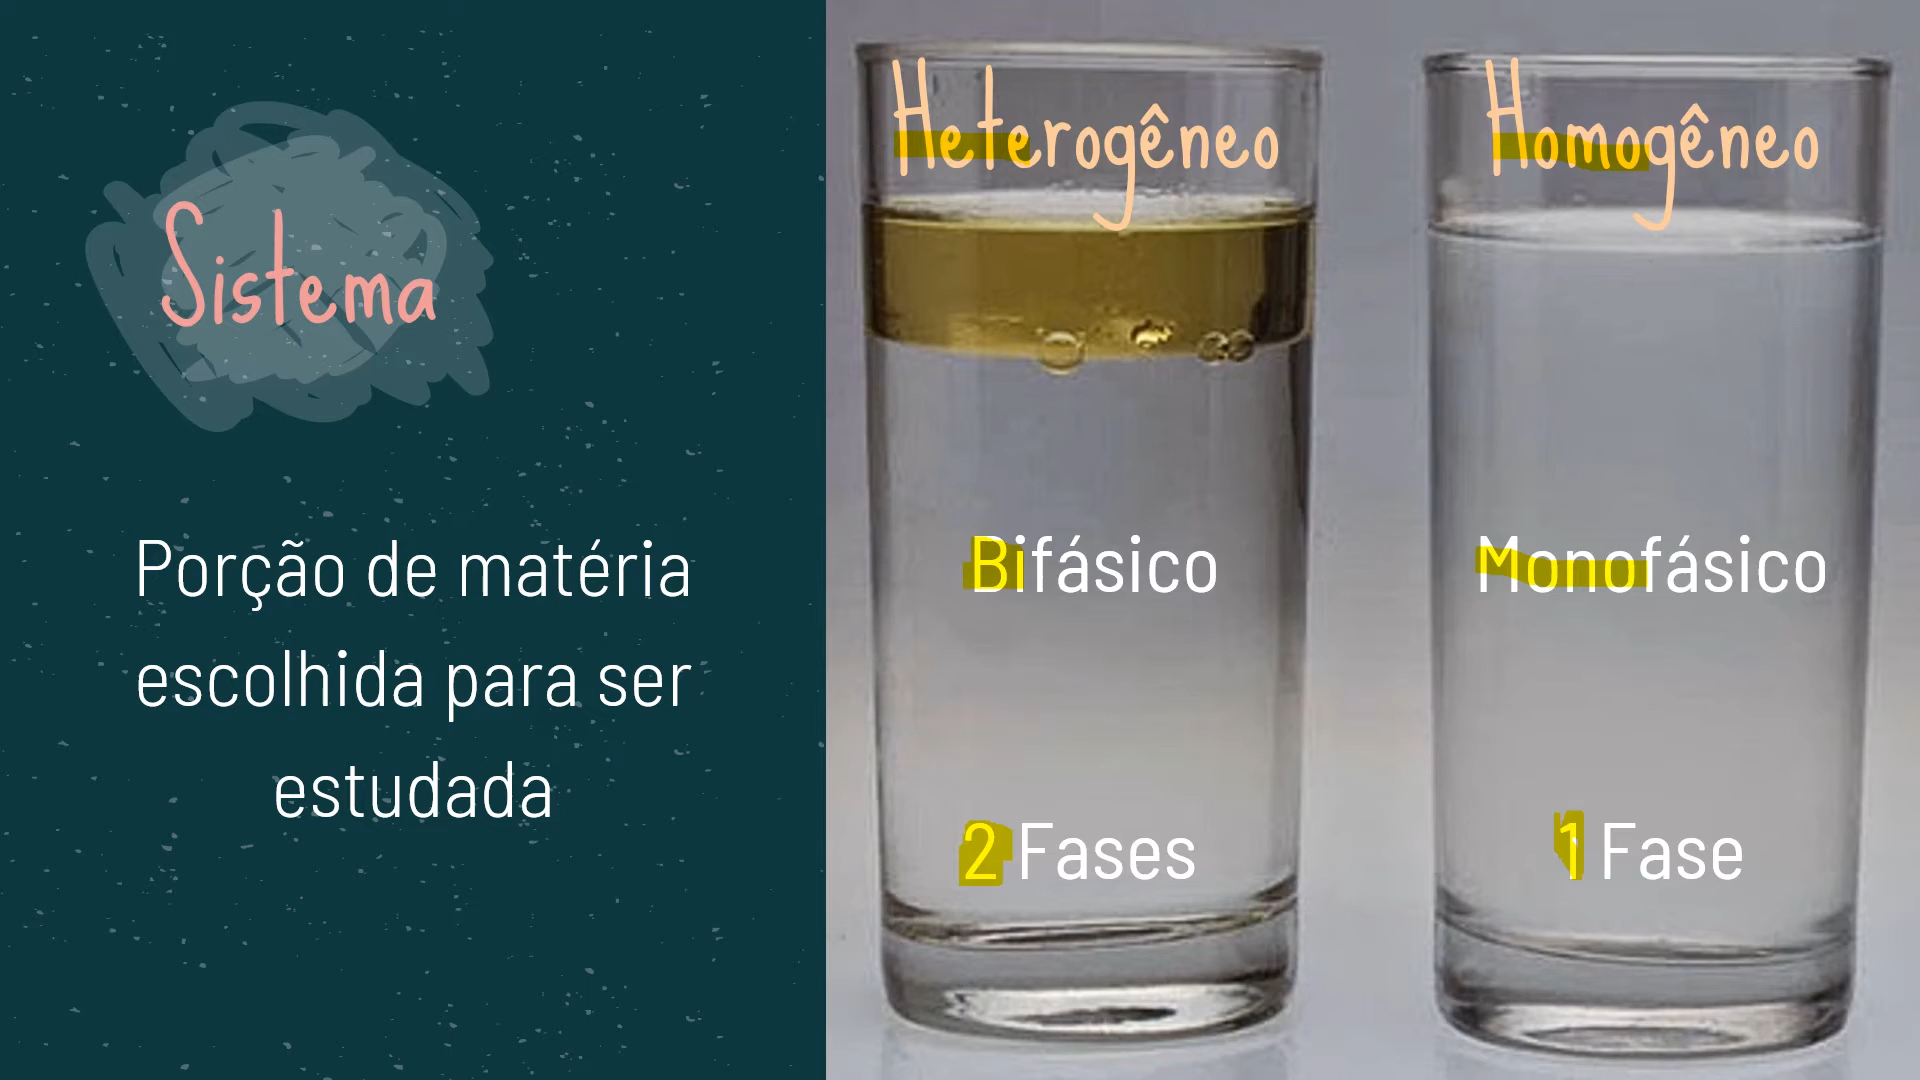 Sistema
Porção de matéria
escolhida para ser
estudada
Heterogêneo
Bifásico
2 Fases
Homogêneo
Monofásico
1 Fase